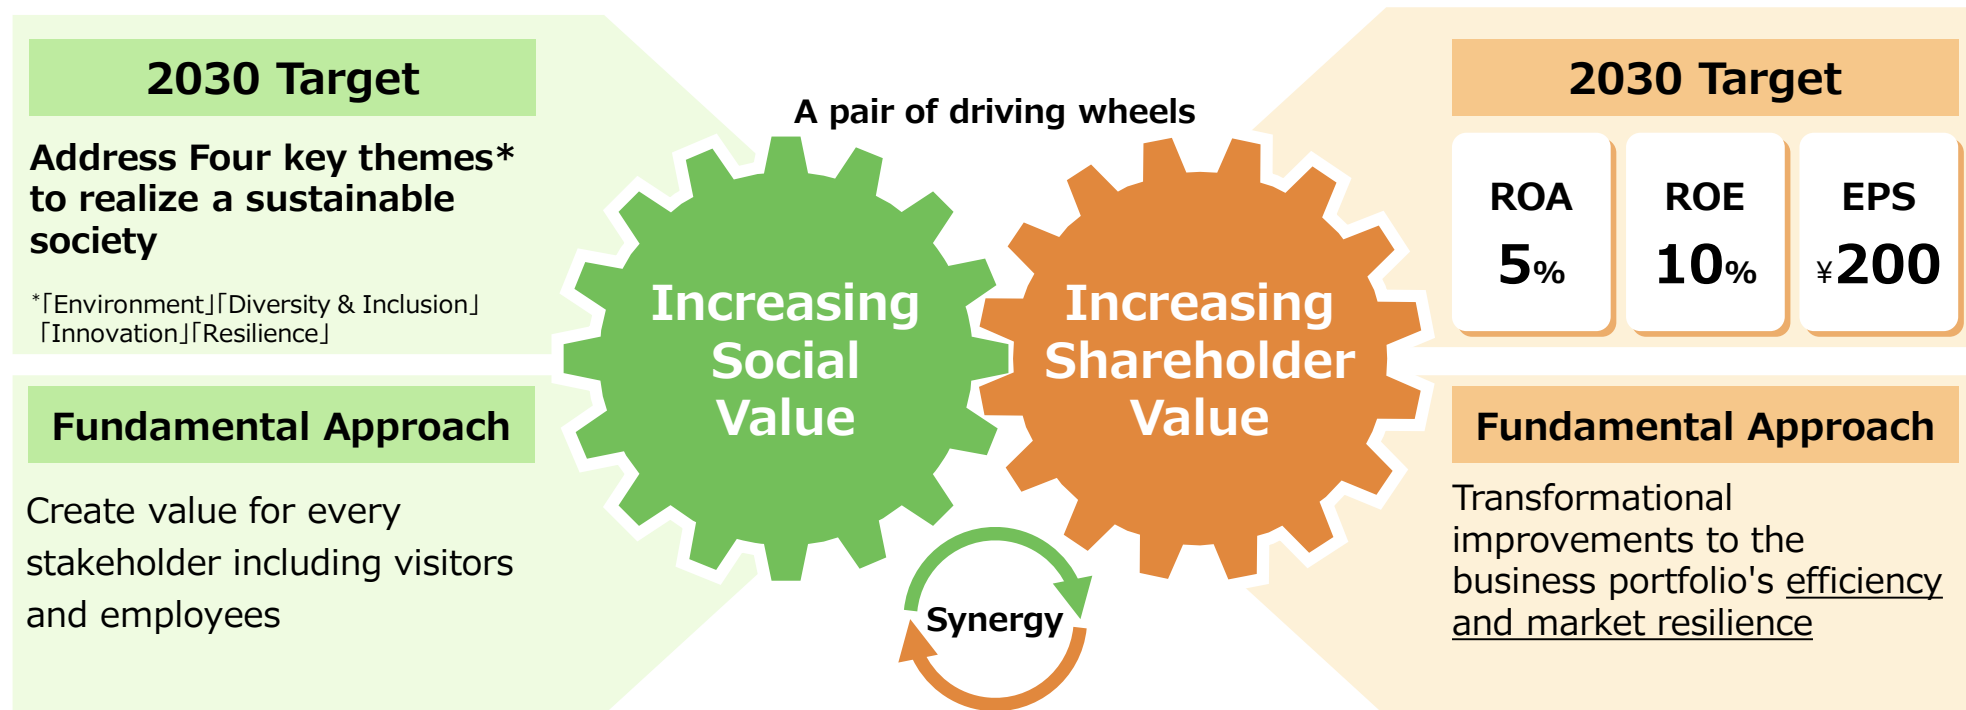 2030 Target
Address Four key themes*
to realize a sustainable
society
*｢Environment｣｢Diversity & Inclusion｣
｢Innovation｣｢Resilience｣
Fundamental Approach
Create value for every
stakeholder including visitors
and employees
A pair of driving wheels
Increasing
Social
Value
Increasing
Shareholder
Value
Synergy
2030 Target
ROA
5%
ROE
10%
EPS
¥200
Fundamental Approach
Transformational
improvements to the
business portfolio's efficiency
and market resilience